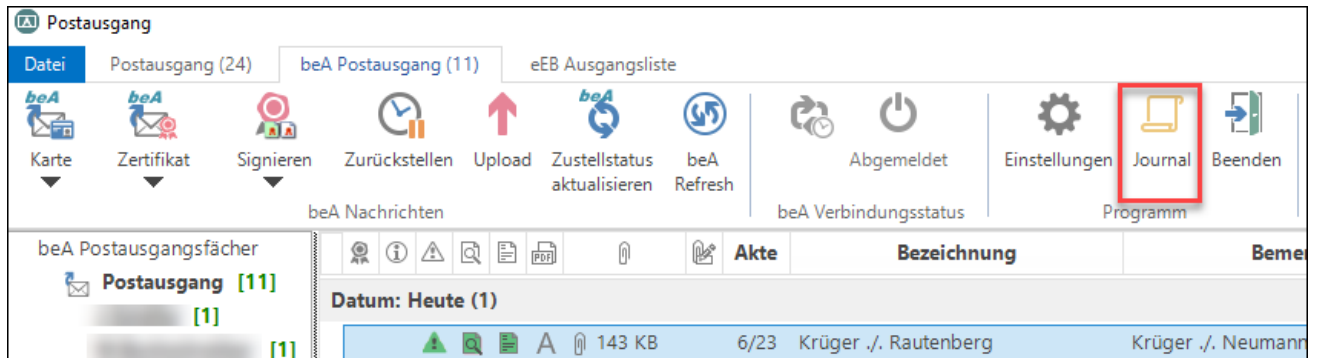 Postausgang
Datei Postausgang (24) beA Postausgang (11) eEB Ausgangsliste
beA beA beA
Karte Zertifikat Signieren Zurückstellen Upload Zustellstatus aktualisieren beA Refresh Abgemeldet Einstellungen Journal Beenden
beA Nachrichten beA Verbindungsstatus Programm
beA Postausgangsfächer PDF Akte Bezeichnung Bemer
Postausgang [11]
Datum: Heute (1)
[1]
A 143 KB 6/23 Krüger ./. Rautenberg Krüger ./. Neumann
[1]